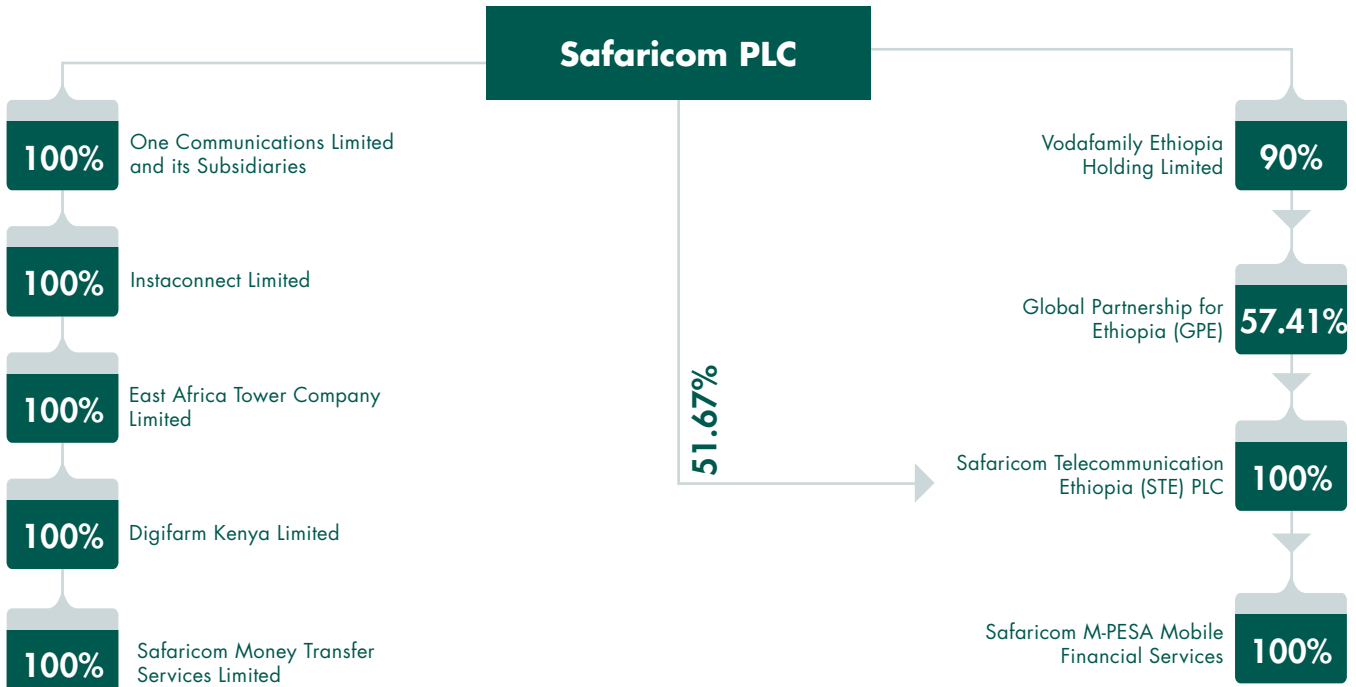 Safaricom PLC
100%
One Communications Limited
and its Subsidiaries
100%
Instaconnect Limited
100%
East Africa Tower Company
Limited
100%
Digifarm Kenya Limited
100%
Safaricom Money Transfer
Services Limited
51.67%
Vodafamily Ethiopia
Holding Limited
90%
Global Partnership for
Ethiopia (GPE)
57.41%
Safaricom Telecommunication
Ethiopia (STE) PLC
100%
Safaricom M-PESA Mobile
Financial Services
100%